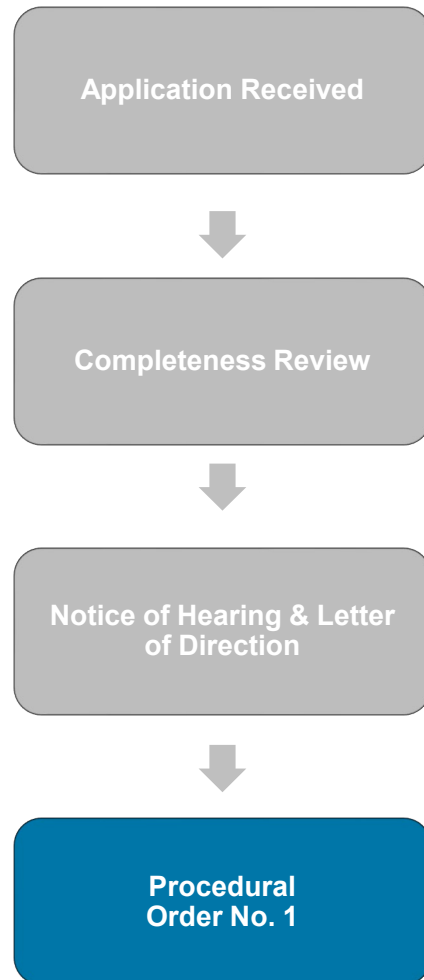 Application Received
Completeness Review
Notice of Hearing & Letter
of Direction
Procedural
Order No. 1